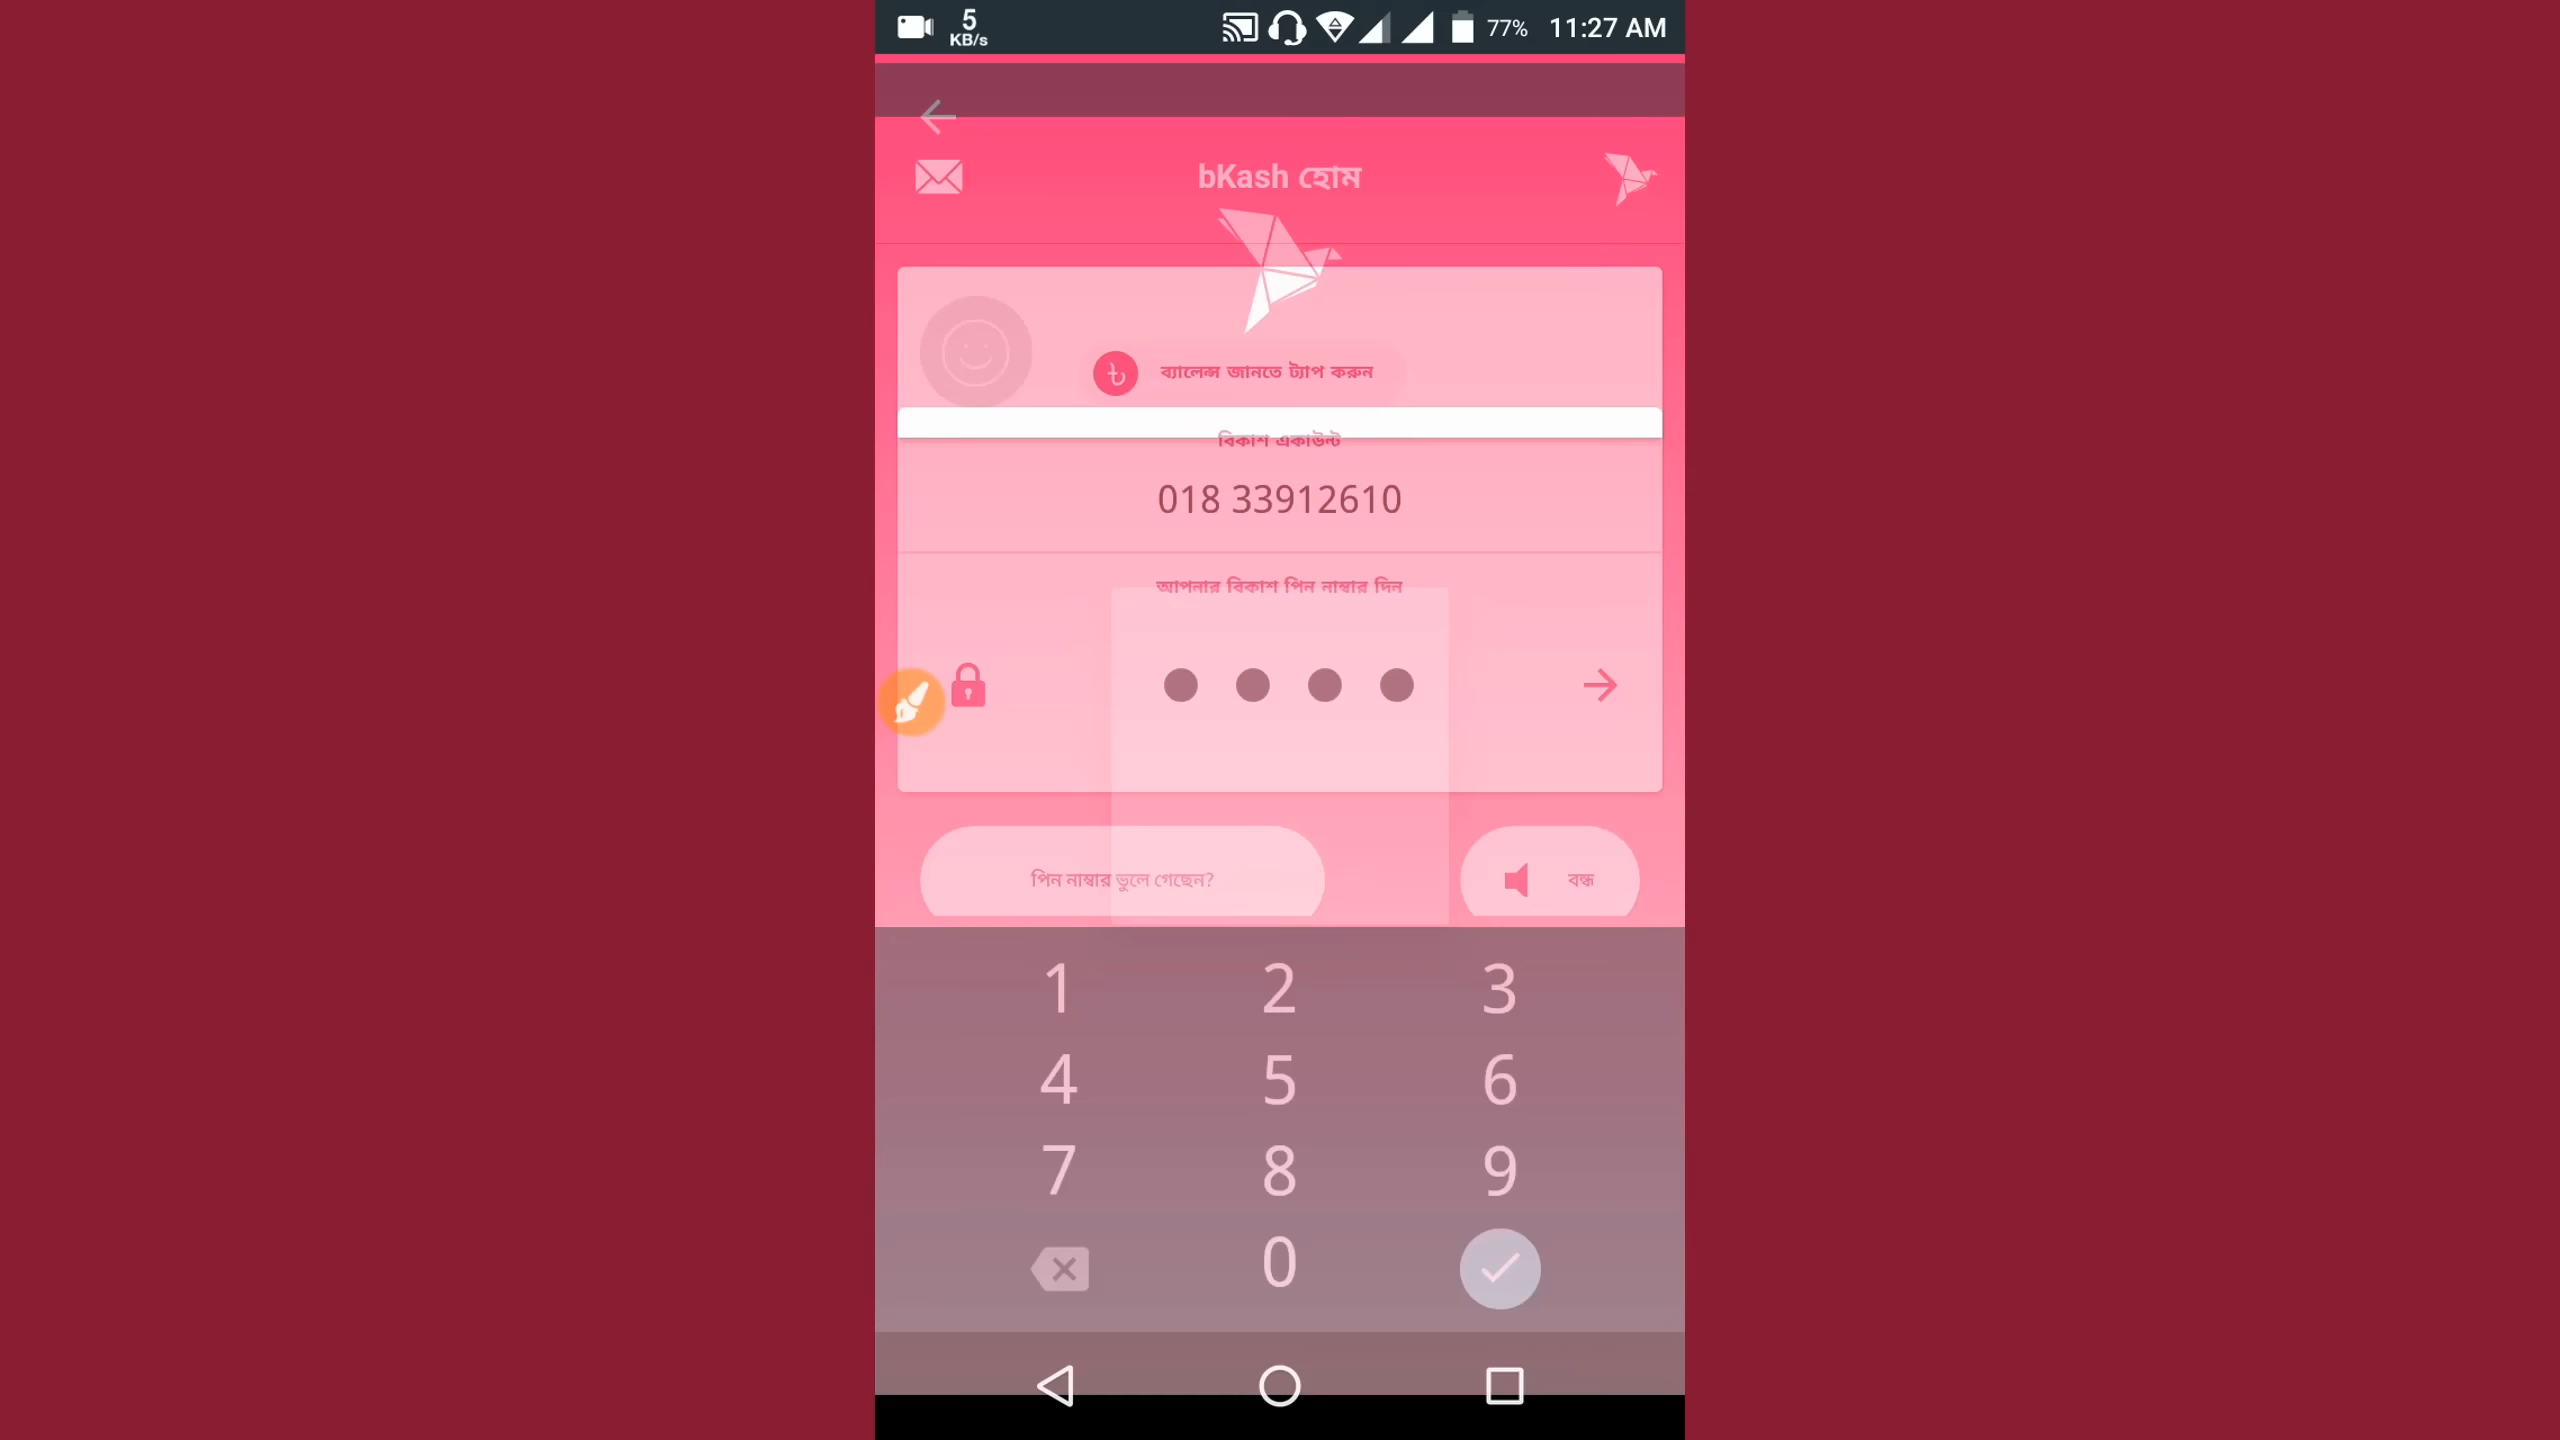 5
KB/s
77% 11:27 AM
bKash হোম
ব্যালেন্স জানতে ট্যাপ করুন
বিকাশ একাউন্ট
018 33912610
আপনার বিকাশ পিন নাম্বার দিন
পিন নাম্বার ভুলে গেছেন?
বন্ধ
1 2 3
4 5 6
7 8 9
0